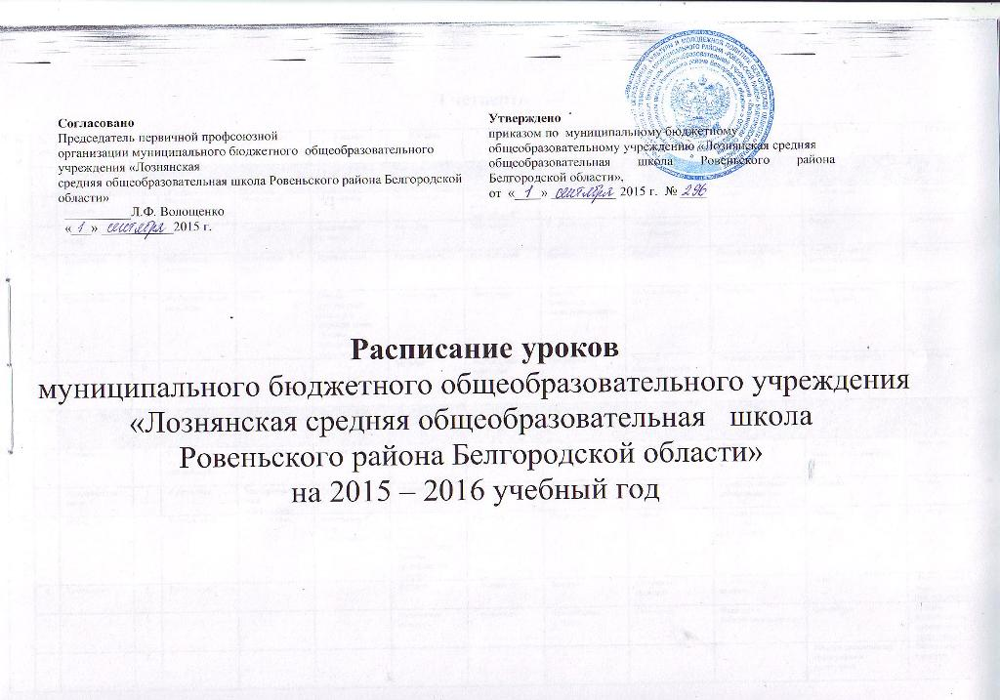 Согласовано
Председатель первичной профсоюзной
организации муниципального бюджетного общеобразовательного
учреждения «Лознянская
средняя общеобразовательная школа Ровеньского района Белгородской
области»
___________Л.Ф. Волощенко
« 1 » сентября 2015 г.
Утверждено
приказом по муниципальному бюджетному
общеобразовательному учреждению «Лознянская средняя
общеобразовательная школа Ровеньского района
Белгородской области»,
от « 1 » сентября 2015 г. № 296
Расписание уроков
муниципального бюджетного общеобразовательного учреждения
«Лознянская средняя общеобразовательная школа
Ровеньского района Белгородской области»
на 2015 – 2016 учебный год